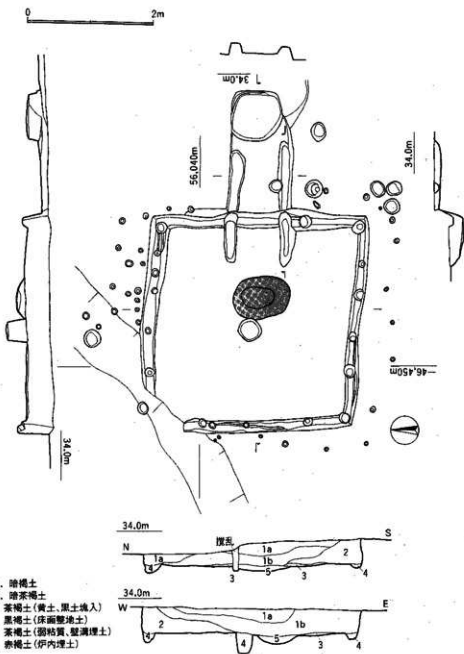 0 2m
34.0m
56,040m
34.0m
-46,450m
34.0m
34.0m
攪乱
S
N
1a
1a
2
1b
4
3
5
3
4
34.0m
W
E
2
1a
1b
4
4
5
3
4
. 暗褐土
. 暗茶褐土
茶褐土(黄土、黒土塊入)
黒褐土(床面整地土)
茶褐土(弱粘質、壁溝埋土)
赤褐土(炉内埋土)